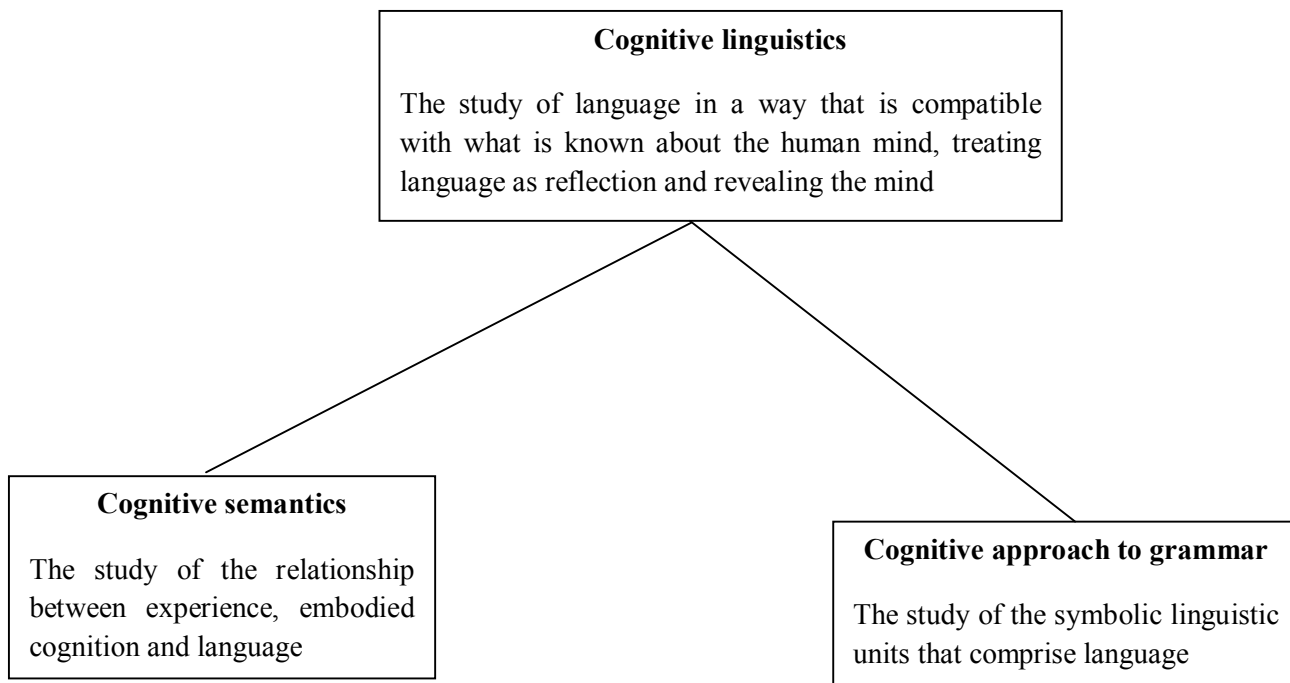 Cognitive linguistics
The study of language in a way that is compatible
with what is known about the human mind, treating
language as reflection and revealing the mind
Cognitive semantics
The study of the relationship
between experience, embodied
cognition and language
Cognitive approach to grammar
The study of the symbolic linguistic
units that comprise language